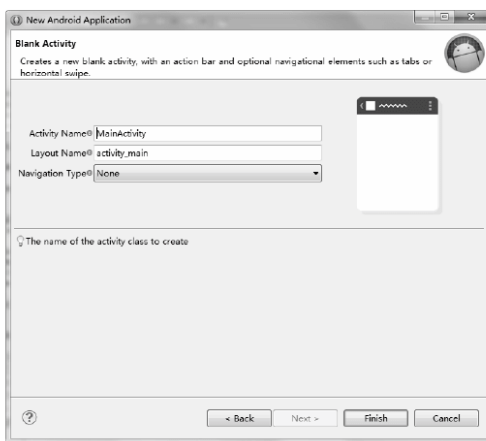 New Android Application
Blank Activity
Creates a new blank activity, with an action bar and optional navigational elements such as tabs or
horizontal swipe.
Activity Name MainActivity
Layout Name activity_main
Navigation Type None
The name of the activity class to create
< Back Next > Finish Cancel